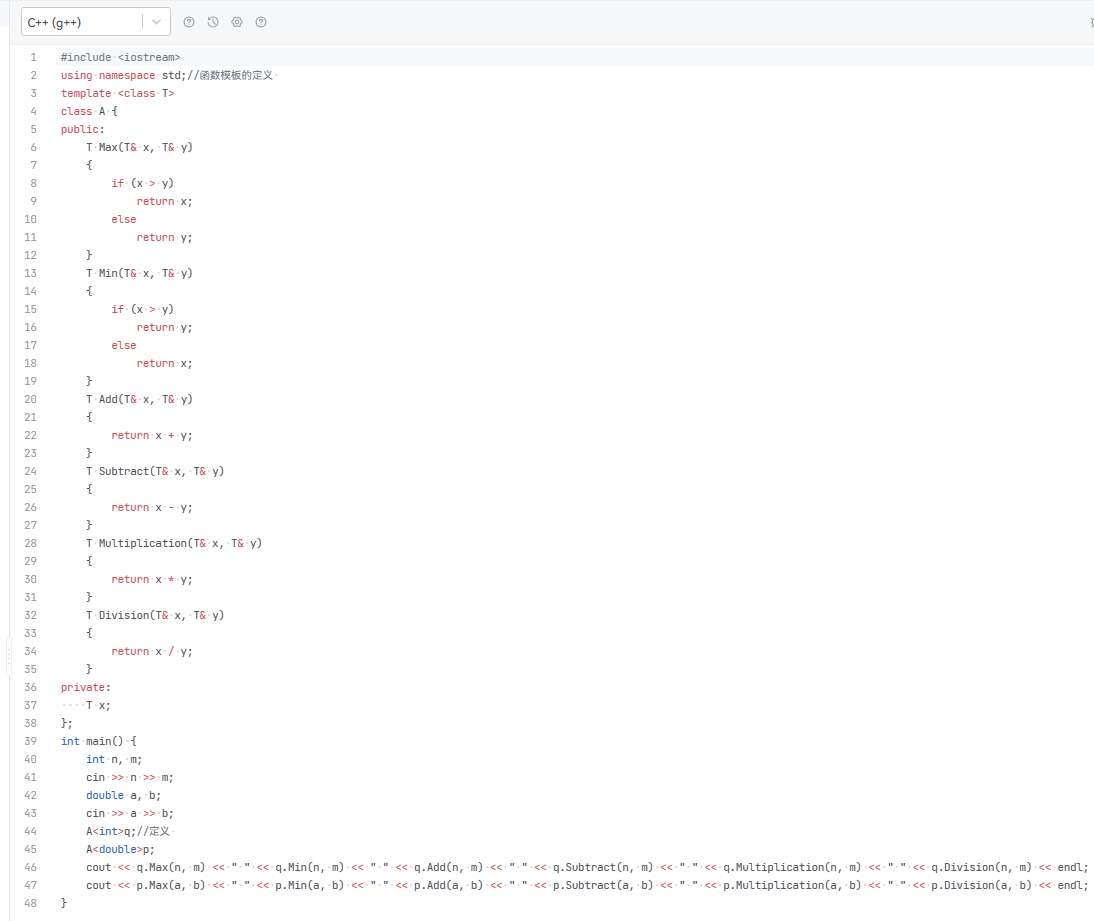 C++ (g++)
1 #include <iostream>
2 using namespace std;//函数模板的定义
3 template <class T>
4 class A {
5 public:
6     T Max(T& x, T& y)
7     {
8         if (x > y)
9             return x;
10         else
11             return y;
12     }
13     T Min(T& x, T& y)
14     {
15         if (x > y)
16             return y;
17         else
18             return x;
19     }
20     T Add(T& x, T& y)
21     {
22         return x + y;
23     }
24     T Subtract(T& x, T& y)
25     {
26         return x - y;
27     }
28     T Multiplication(T& x, T& y)
29     {
30         return x * y;
31     }
32     T Division(T& x, T& y)
33     {
34         return x / y;
35     }
36 private:
37     T x;
38 };
39 int main() {
40     int n, m;
41     cin >> n >> m;
42     double a, b;
43     cin >> a >> b;
44     A<int>q;//定义
45     A<double>p;
46     cout << q.Max(n, m) << " " << q.Min(n, m) << " " << q.Add(n, m) << " " << q.Subtract(n, m) << " " << q.Multiplication(n, m) << " " << q.Division(n, m) << endl;
47     cout << p.Max(a, b) << " " << p.Min(a, b) << " " << p.Add(a, b) << " " << p.Subtract(a, b) << " " << p.Multiplication(a, b) << " " << p.Division(a, b) << endl;
48 }